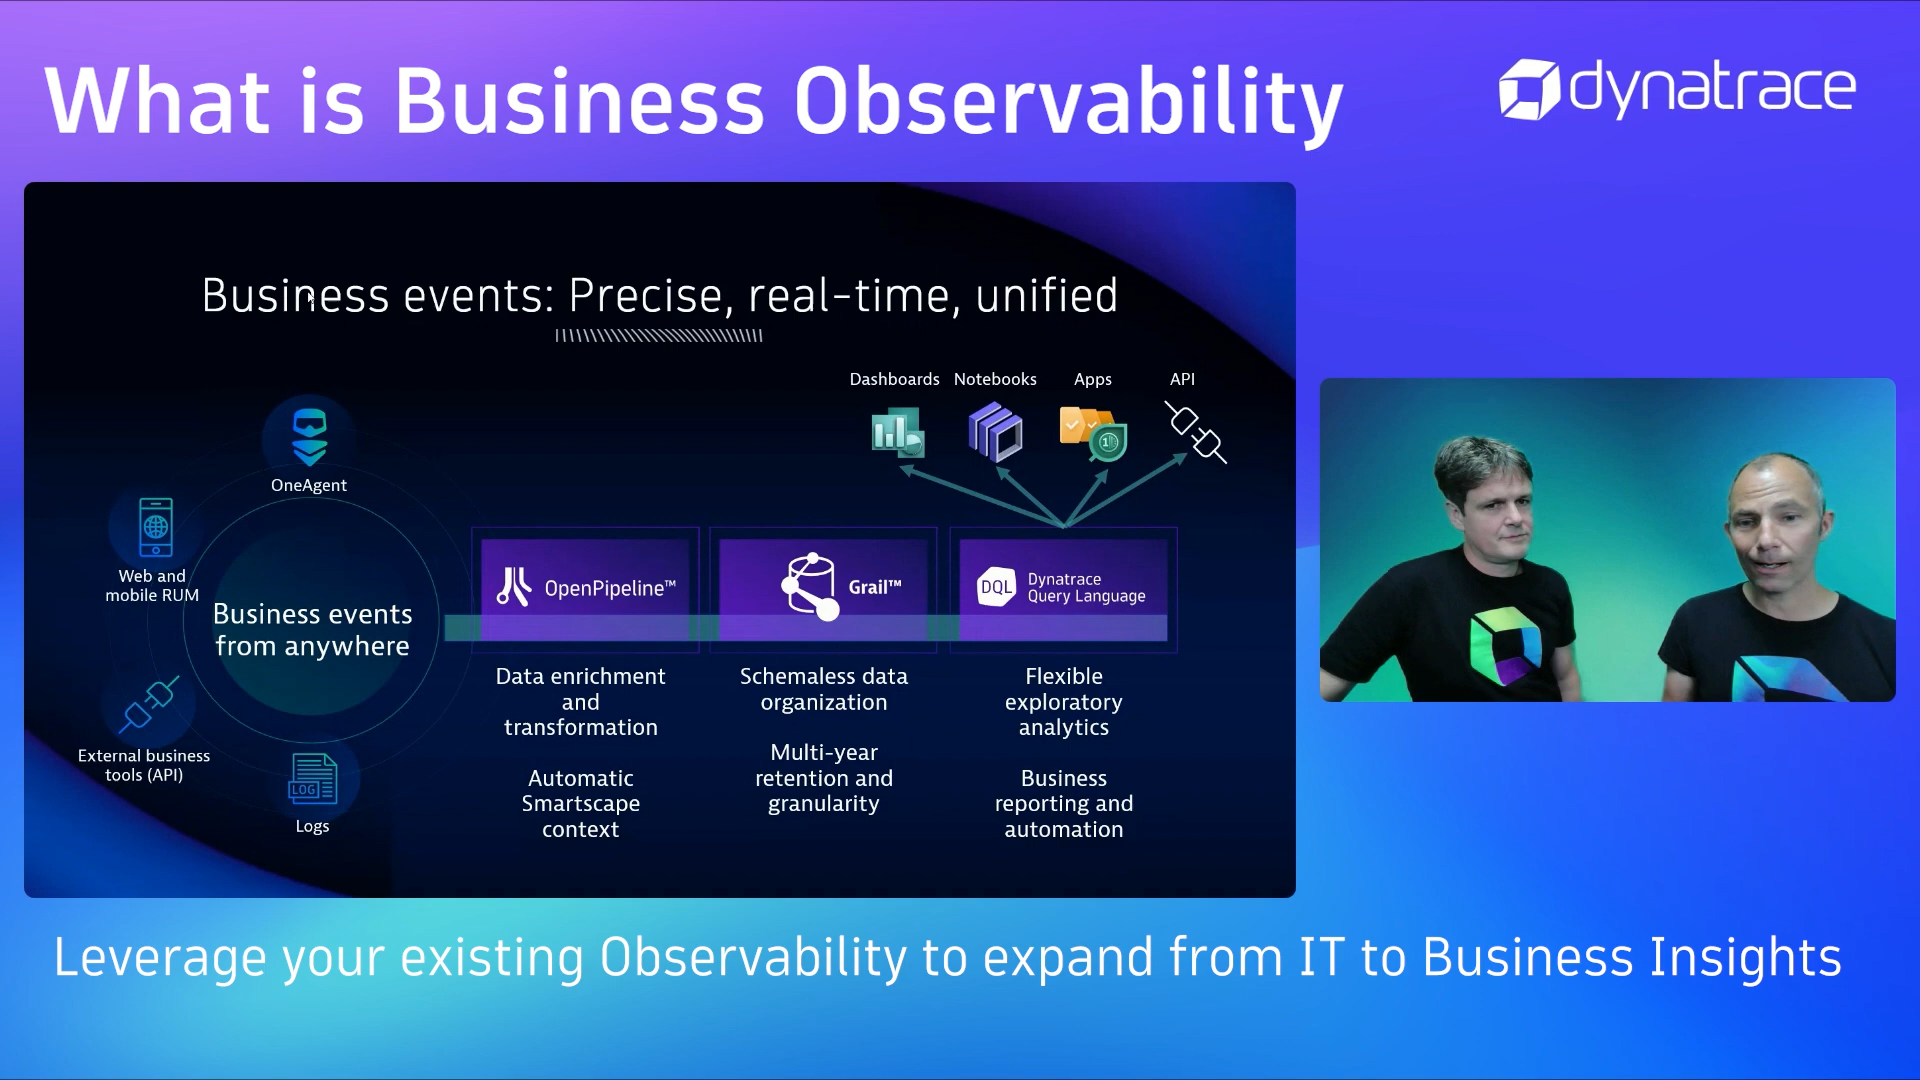 What is Business Observability
dynatrace
Business events: Precise, real-time, unified
Dashboards
Notebooks
Apps
API
OneAgent
Web and
mobile RUM
Business events
from anywhere
External business
tools (API)
LOG
Logs
OpenPipeline™
Grail™
DQL
Dynatrace
Query Language
Data enrichment
and
transformation
Automatic
Smartscape
context
Schemaless data
organization
Multi-year
retention and
granularity
Flexible
exploratory
analytics
Business
reporting and
automation
Leverage your existing Observability to expand from IT to Business Insights